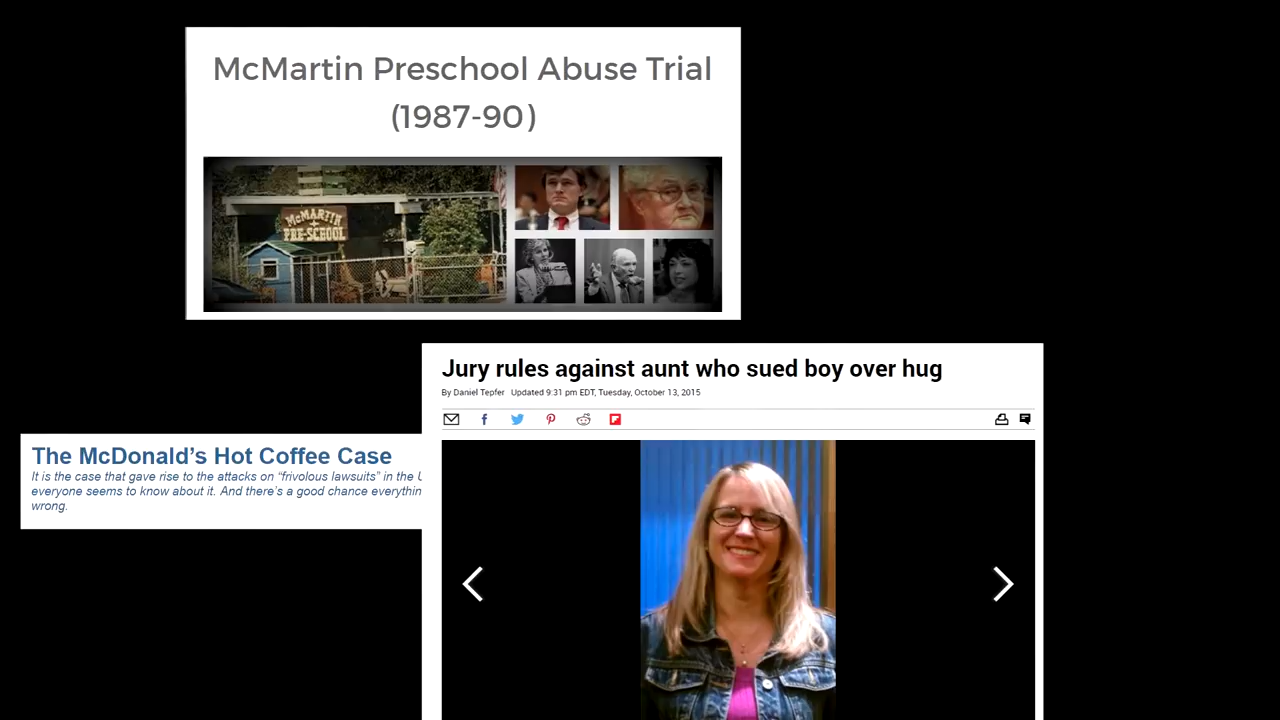 McMartin Preschool Abuse Trial
(1987-90)
McMARTIN
PRE-SCHOOL
Jury rules against aunt who sued boy over hug
By Daniel Tepfer Updated 9:31 pm EDT, Tuesday, October 13, 2015
The McDonald's Hot Coffee Case
It is the case that gave rise to the attacks on "frivolous lawsuits" in the
everyone seems to know about it. And there's a good chance everythin
wrong.